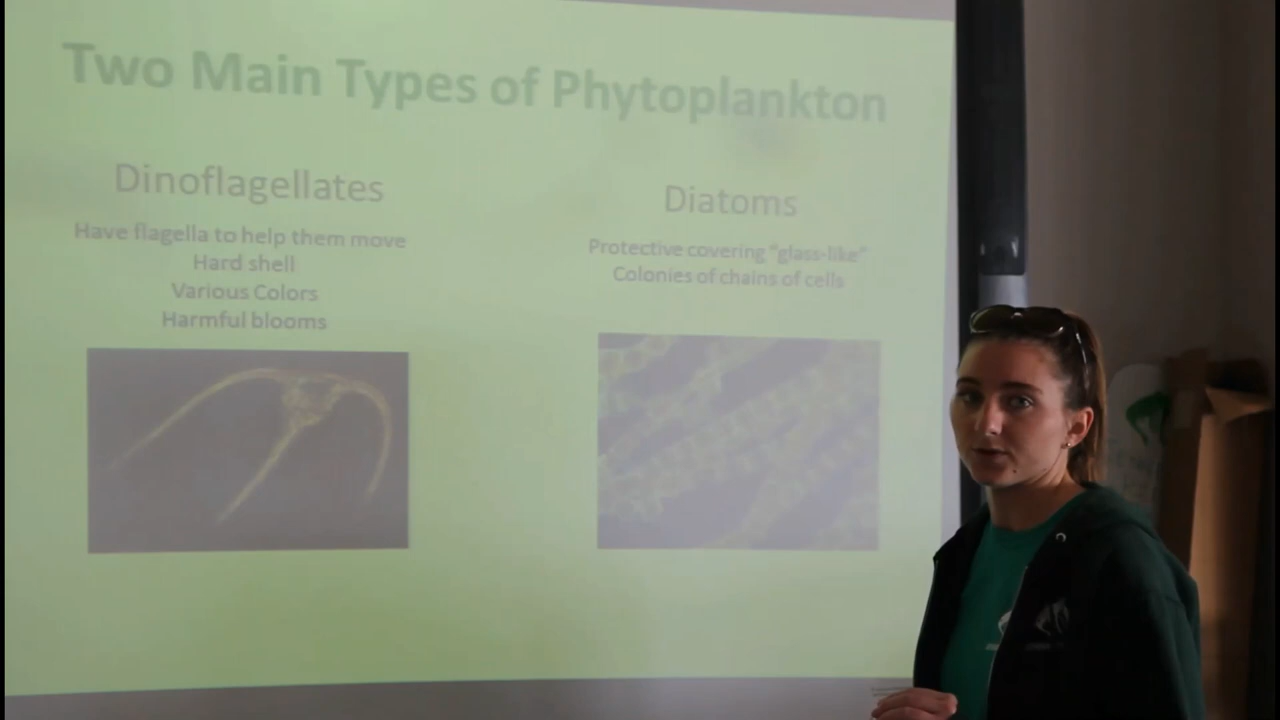 Two Main Types of Phytoplankton
Dinoflagellates
Have flagella to help them move
Hard shell
Various Colors
Harmful blooms
Diatoms
Protective covering "glass-like"
Colonies of chains of cells